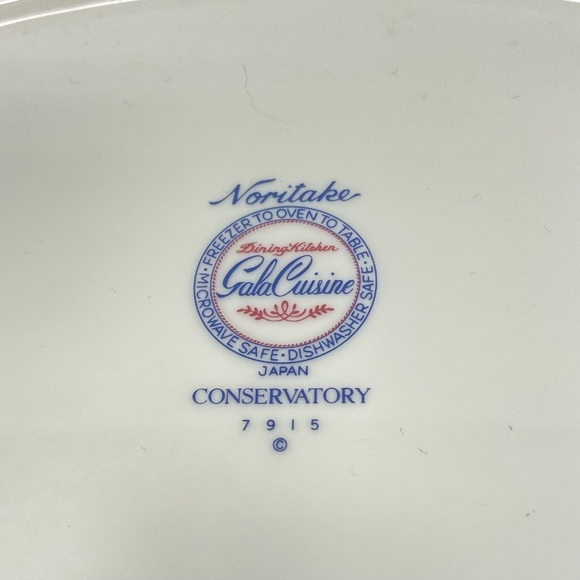 Noritake
· FREEZER TO OVEN TO TABLE · DISHWASHER SAFE · MICROWAVE SAFE
Dining Kitchen
Gala Cuisine
JAPAN
CONSERVATORY
7915
©